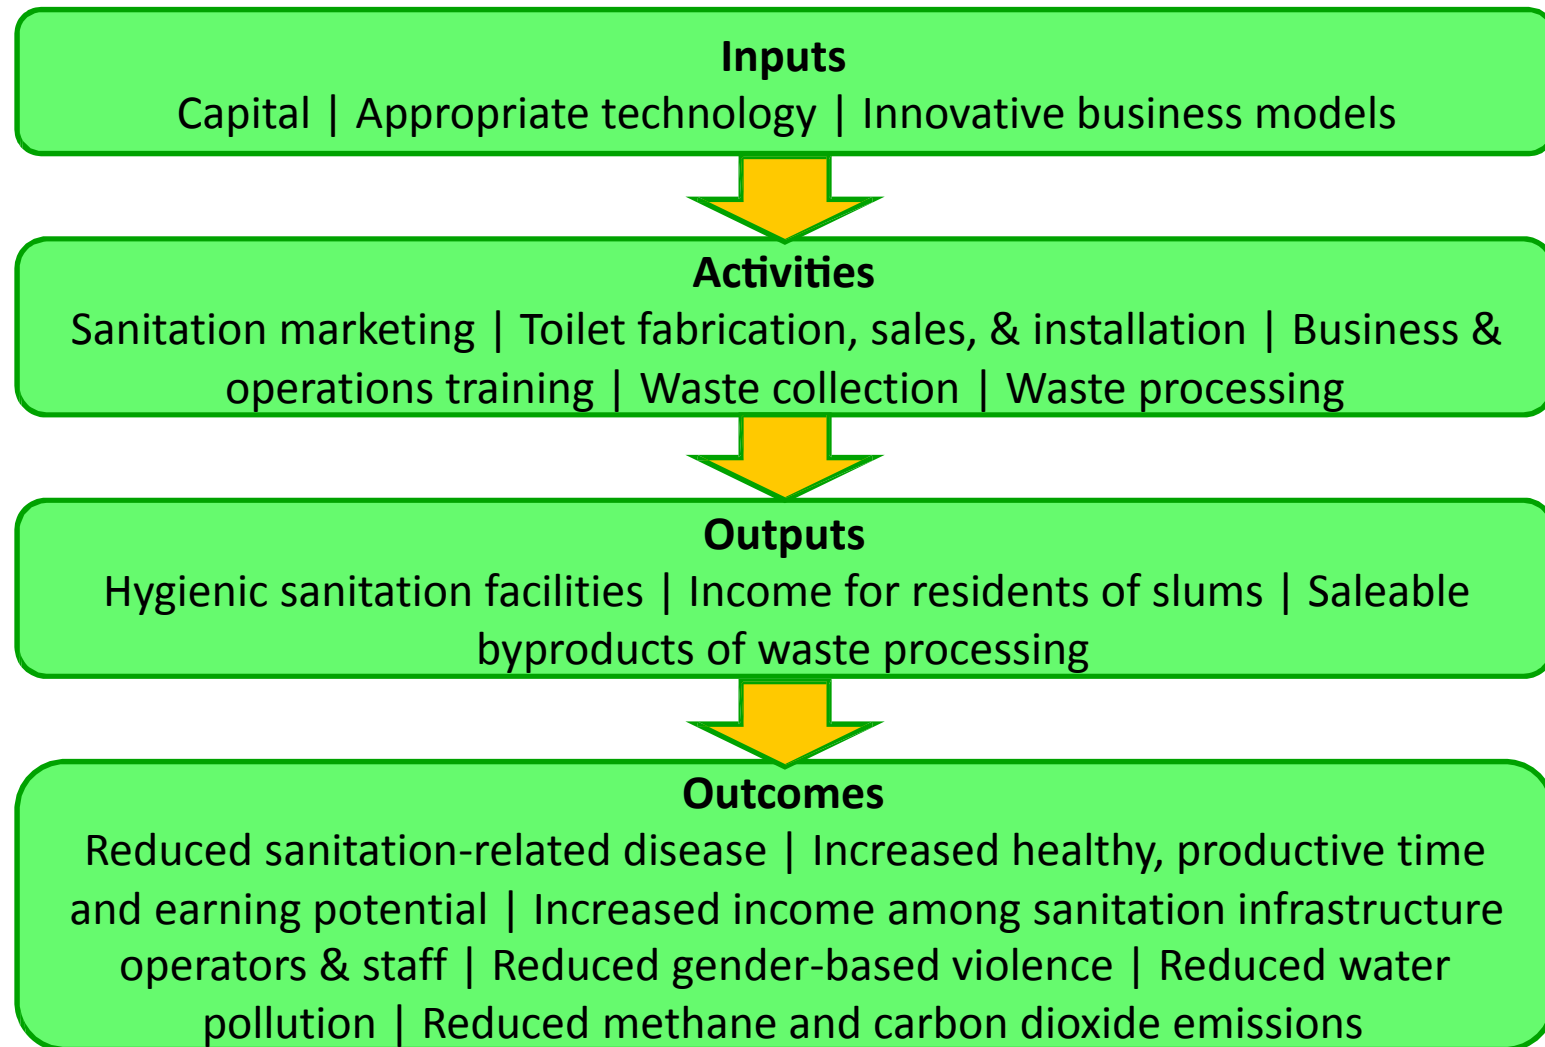 Inputs
Capital | Appropriate technology | Innovative business models
Activities
Sanitation marketing | Toilet fabrication, sales, & installation | Business &
operations training | Waste collection | Waste processing
Outputs
Hygienic sanitation facilities | Income for residents of slums | Saleable
byproducts of waste processing
Outcomes
Reduced sanitation-related disease | Increased healthy, productive time
and earning potential | Increased income among sanitation infrastructure
operators & staff | Reduced gender-based violence | Reduced water
pollution | Reduced methane and carbon dioxide emissions